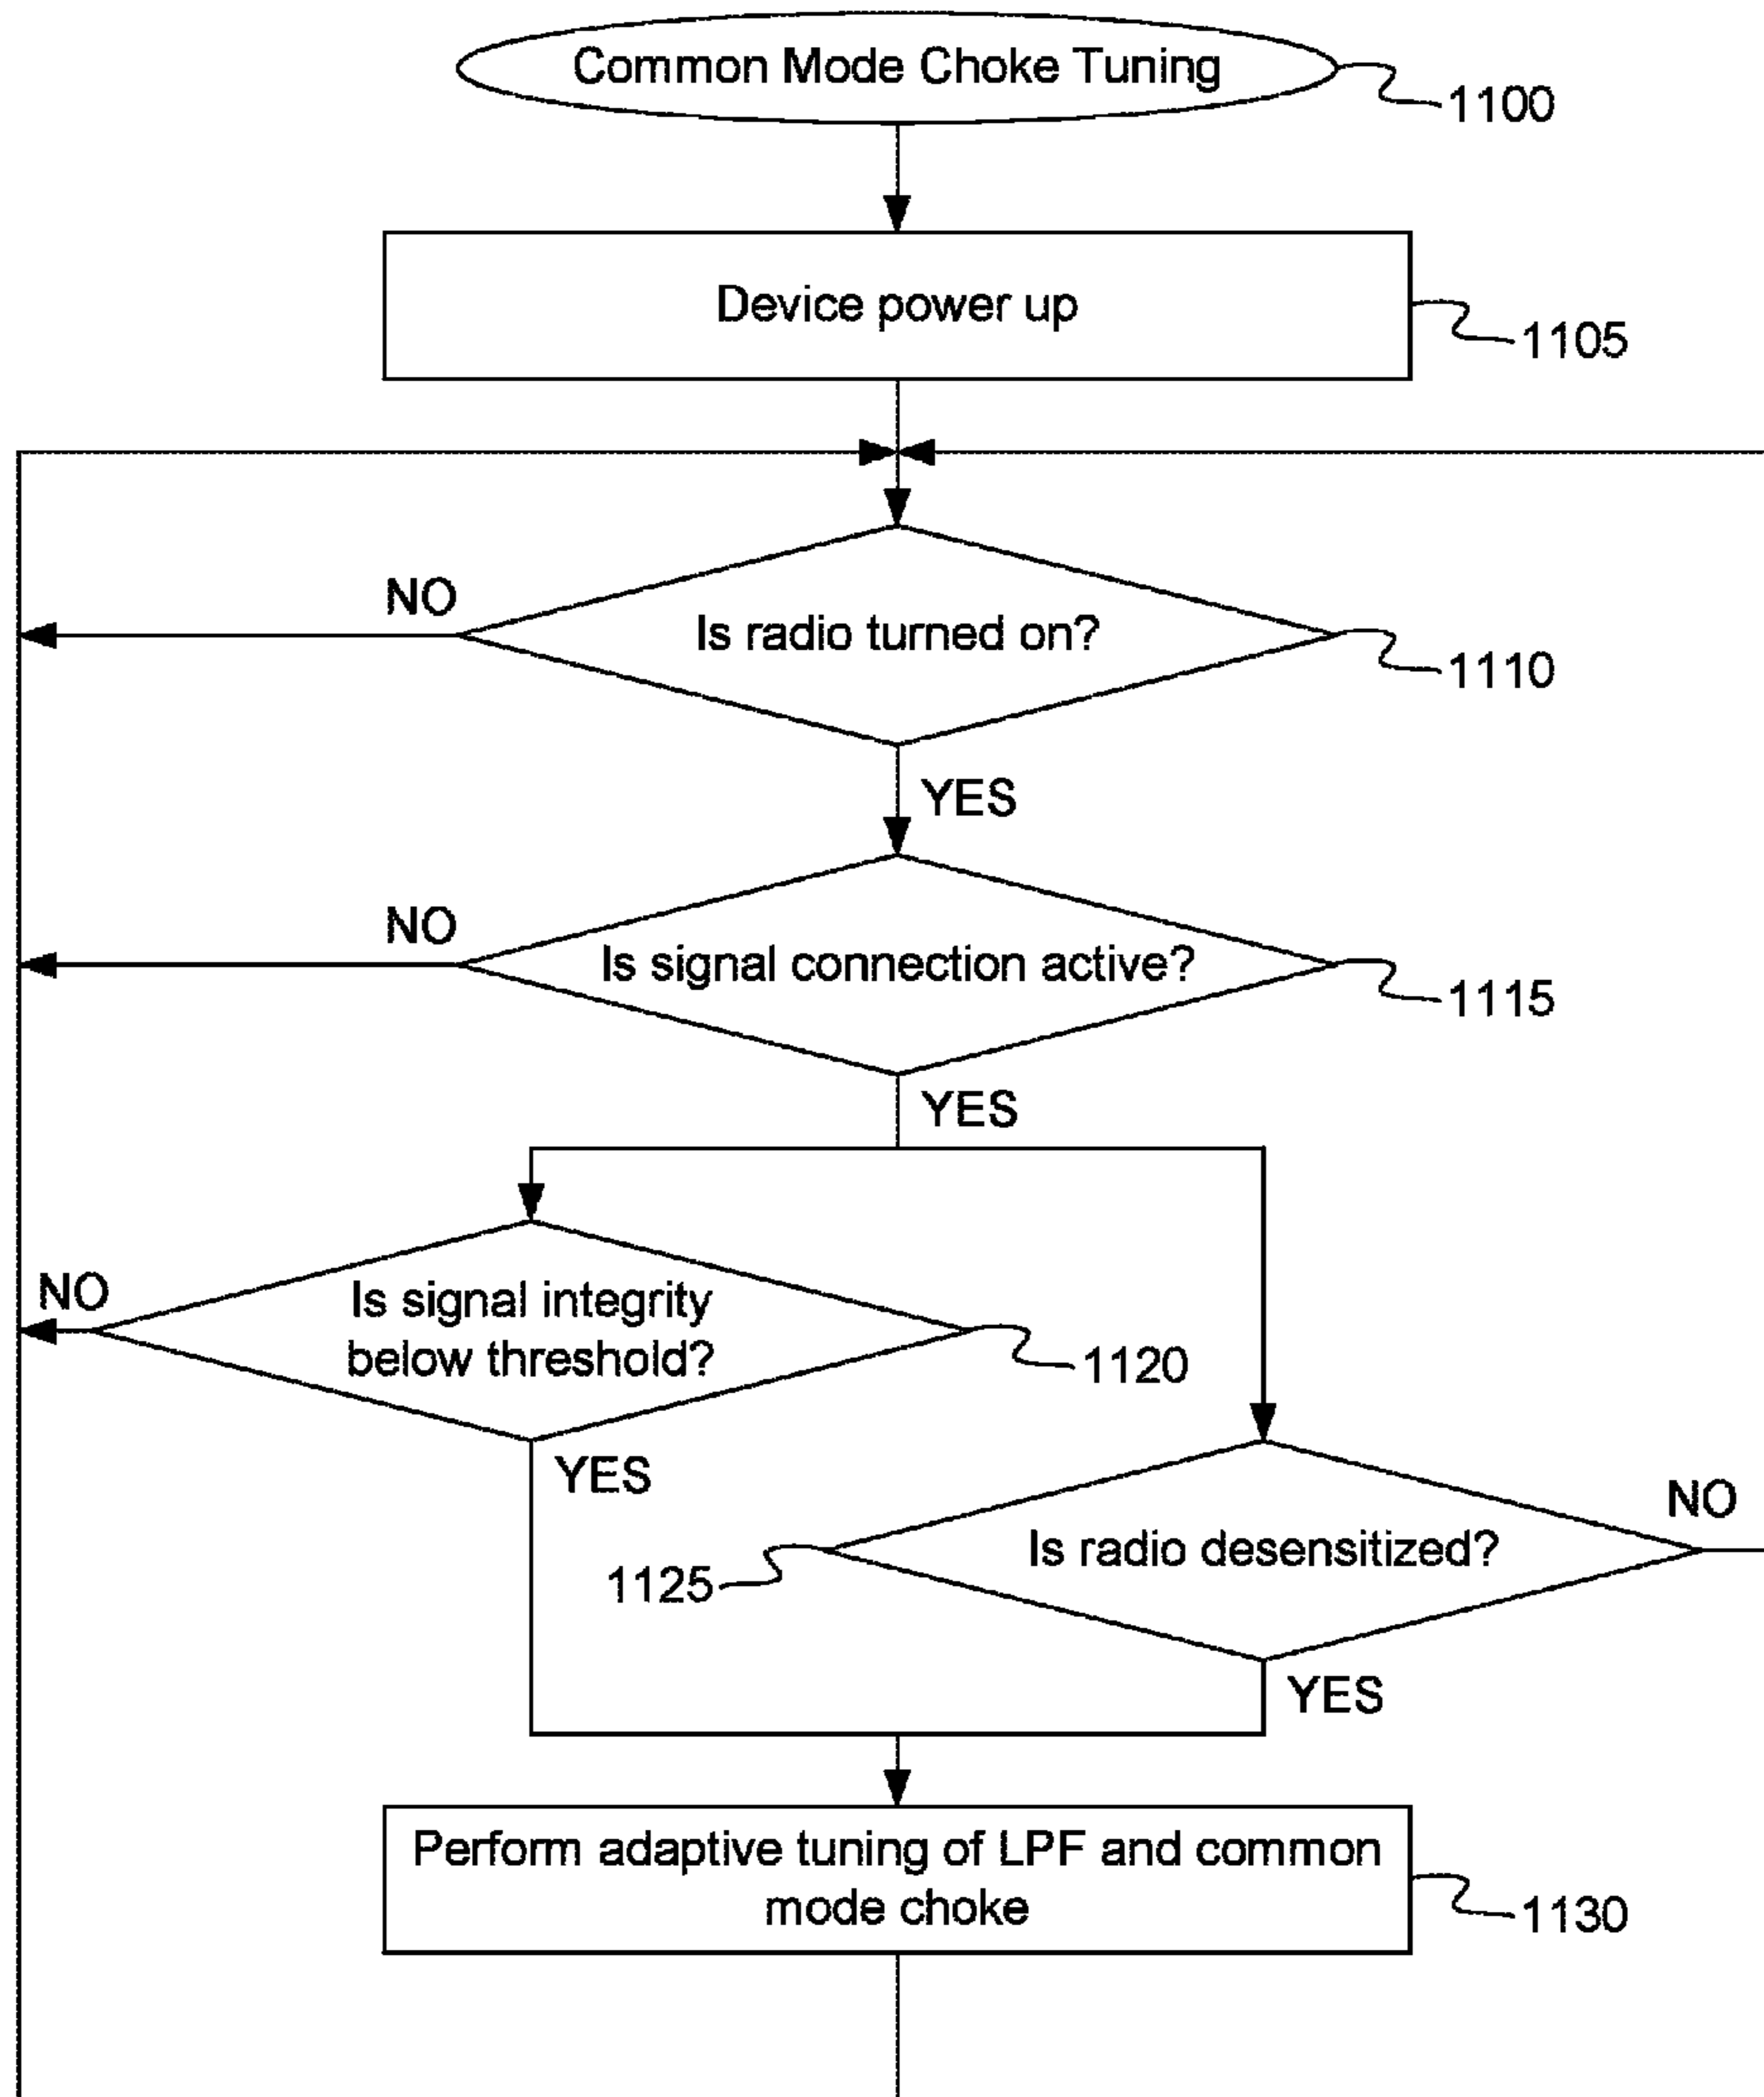 Common Mode Choke Tuning
1100
Device power up
1105
NO
Is radio turned on?
1110
YES
NO
Is signal connection active?
1115
YES
NO
Is signal integrity
below threshold?
1120
YES
NO
Is radio desensitized?
1125
YES
Perform adaptive tuning of LPF and common
mode choke
1130